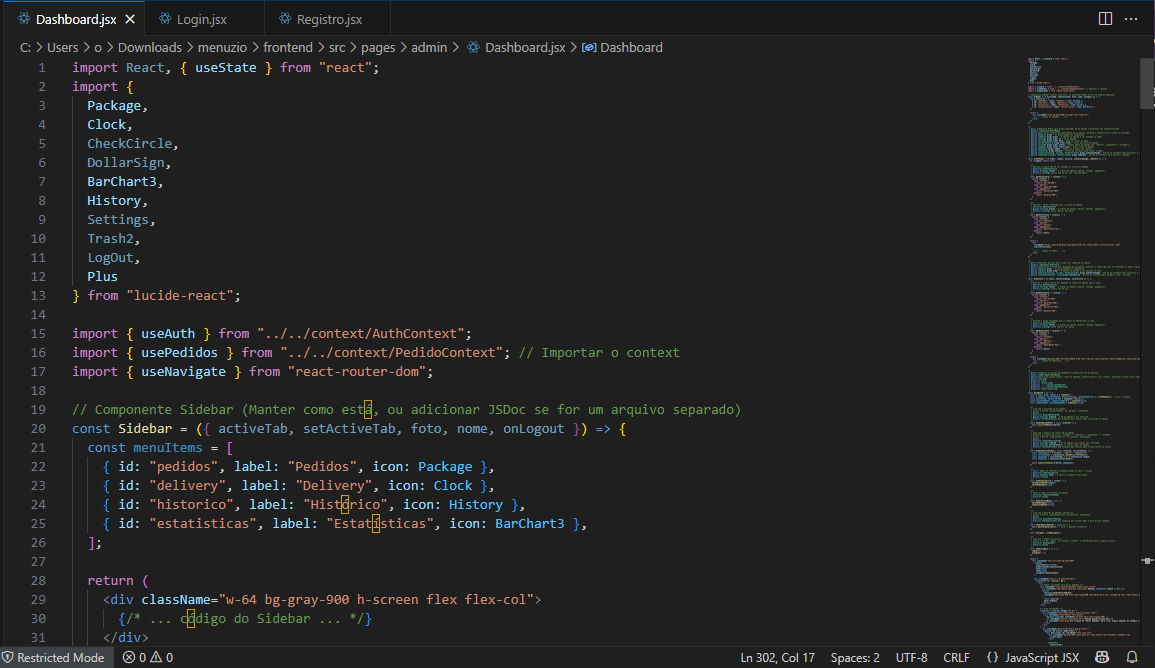 Dashboard.jsx Login.jsx Registro.jsx
C: > Users > o > Downloads > menuzio > frontend > src > pages > admin > Dashboard.jsx > Dashboard
1 import React, { useState } from "react";
2 import {
3 Package,
4 Clock,
5 CheckCircle,
6 DollarSign,
7 BarChart3,
8 History,
9 Settings,
10 Trash2,
11 LogOut,
12 Plus
13 } from "lucide-react";
14
15 import { useAuth } from "../../context/AuthContext";
16 import { usePedidos } from "../../context/PedidoContext"; // Importar o context
17 import { useNavigate } from "react-router-dom";
18
19 // Componente Sidebar (Manter como está, ou adicionar JSDoc se for um arquivo separado)
20 const Sidebar = ({ activeTab, setActiveTab, foto, nome, onLogout }) => {
21 const menuItems = [
22 { id: "pedidos", label: "Pedidos", icon: Package },
23 { id: "delivery", label: "Delivery", icon: Clock },
24 { id: "historico", label: "Histórico", icon: History },
25 { id: "estatisticas", label: "Estatísticas", icon: BarChart3 },
26 ];
27
28 return (
29 <div className="w-64 bg-gray-900 h-screen flex flex-col">
30 {/* ... código do Sidebar ... */}
31 </div>
Restricted Mode 0 0 Ln 302, Col 17 Spaces: 2 UTF-8 CRLF {} JavaScript JSX